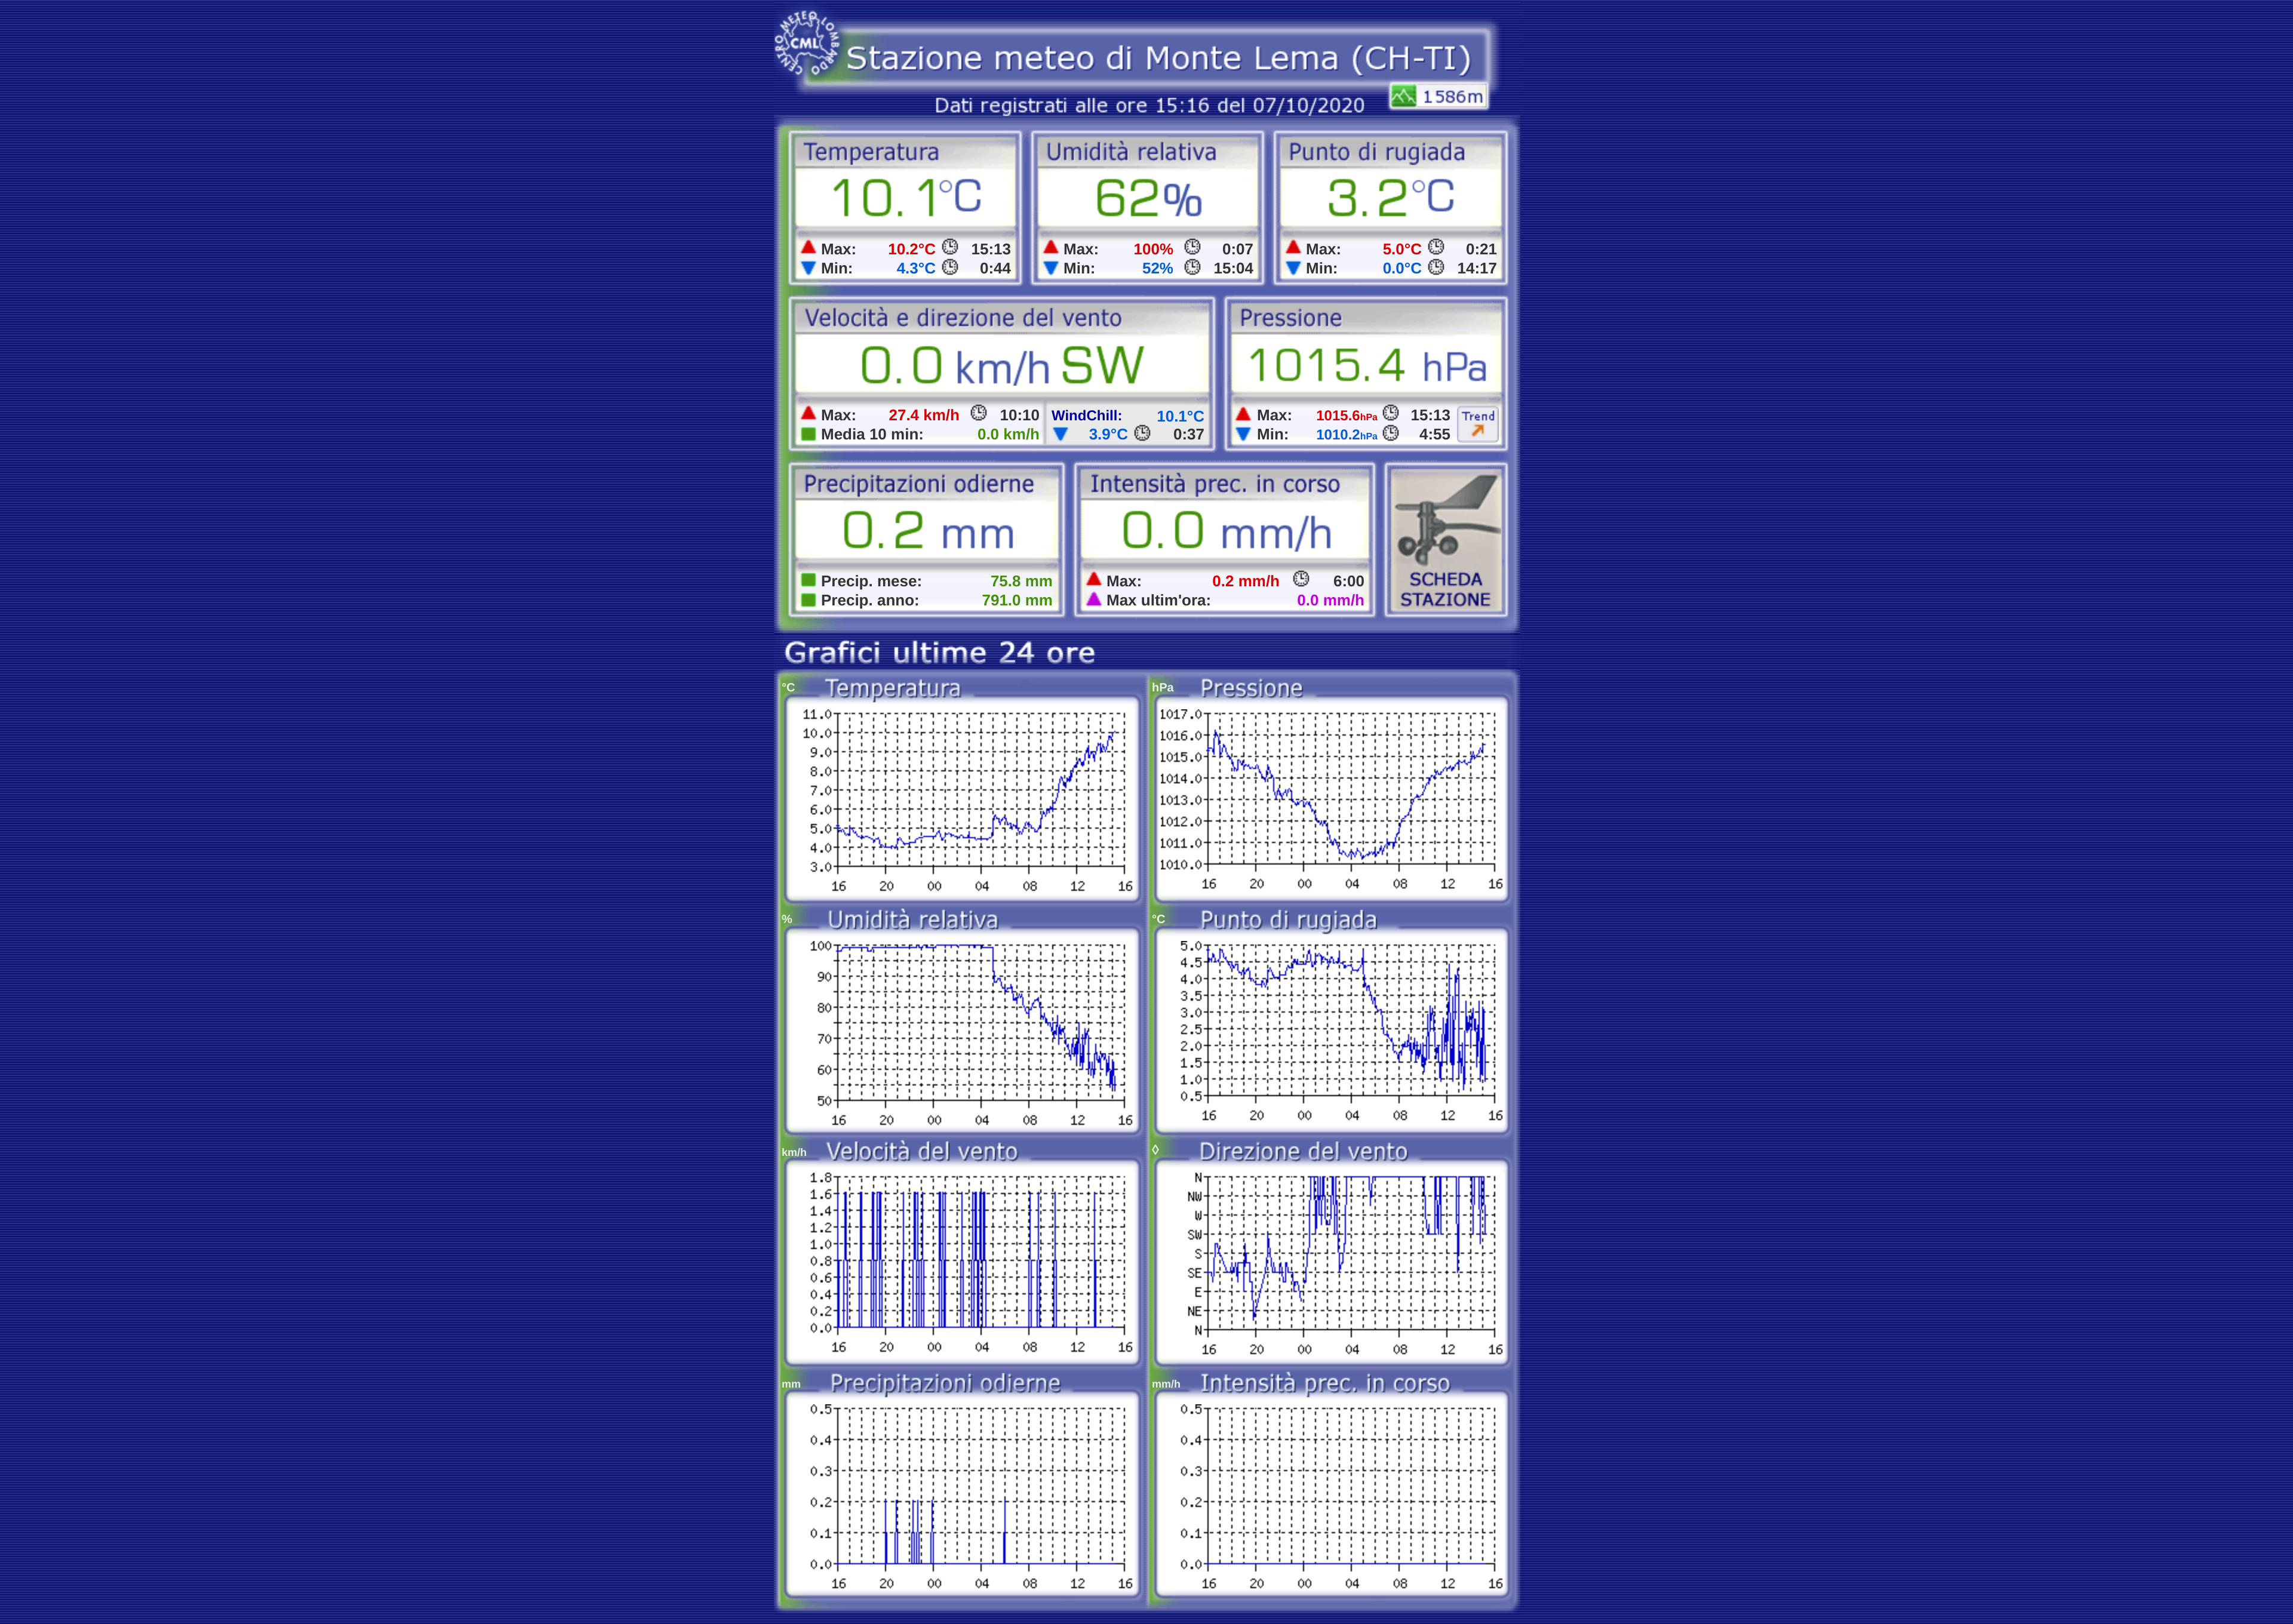 CENTRO METEO LOMBARDO
CML
Stazione meteo di Monte Lema (CH-TI)
Dati registrati alle ore 15:16 del 07/10/2020
1586m
Temperatura
10.1°C
Max: 10.2°C 15:13
Min: 4.3°C 0:44
Umidità relativa
62%
Max: 100% 0:07
Min: 52% 15:04
Punto di rugiada
3.2°C
Max: 5.0°C 0:21
Min: 0.0°C 14:17
Velocità e direzione del vento
0.0 km/h SW
Max: 27.4 km/h 10:10
Media 10 min: 0.0 km/h
WindChill: 10.1°C
3.9°C 0:37
Pressione
1015.4 hPa
Max: 1015.6hPa 15:13
Min: 1010.2hPa 4:55
Trend
Precipitazioni odierne
0.2 mm
Precip. mese: 75.8 mm
Precip. anno: 791.0 mm
Intensità prec. in corso
0.0 mm/h
Max: 0.2 mm/h 6:00
Max ultim'ora: 0.0 mm/h
SCHEDA
STAZIONE
Grafici ultime 24 ore
°C Temperatura
11.0
10.0
9.0
8.0
7.0
6.0
5.0
4.0
3.0
16 20 00 04 08 12 16
hPa Pressione
1017.0
1016.0
1015.0
1014.0
1013.0
1012.0
1011.0
1010.0
16 20 00 04 08 12 16
% Umidità relativa
100
90
80
70
60
50
16 20 00 04 08 12 16
°C Punto di rugiada
5.0
4.5
4.0
3.5
3.0
2.5
2.0
1.5
1.0
0.5
16 20 00 04 08 12 16
km/h Velocità del vento
1.8
1.6
1.4
1.2
1.0
0.8
0.6
0.4
0.2
0.0
16 20 00 04 08 12 16
◊ Direzione del vento
N
NW
W
SW
S
SE
E
NE
N
16 20 00 04 08 12 16
mm Precipitazioni odierne
0.5
0.4
0.3
0.2
0.1
0.0
16 20 00 04 08 12 16
mm/h Intensità prec. in corso
0.5
0.4
0.3
0.2
0.1
0.0
16 20 00 04 08 12 16